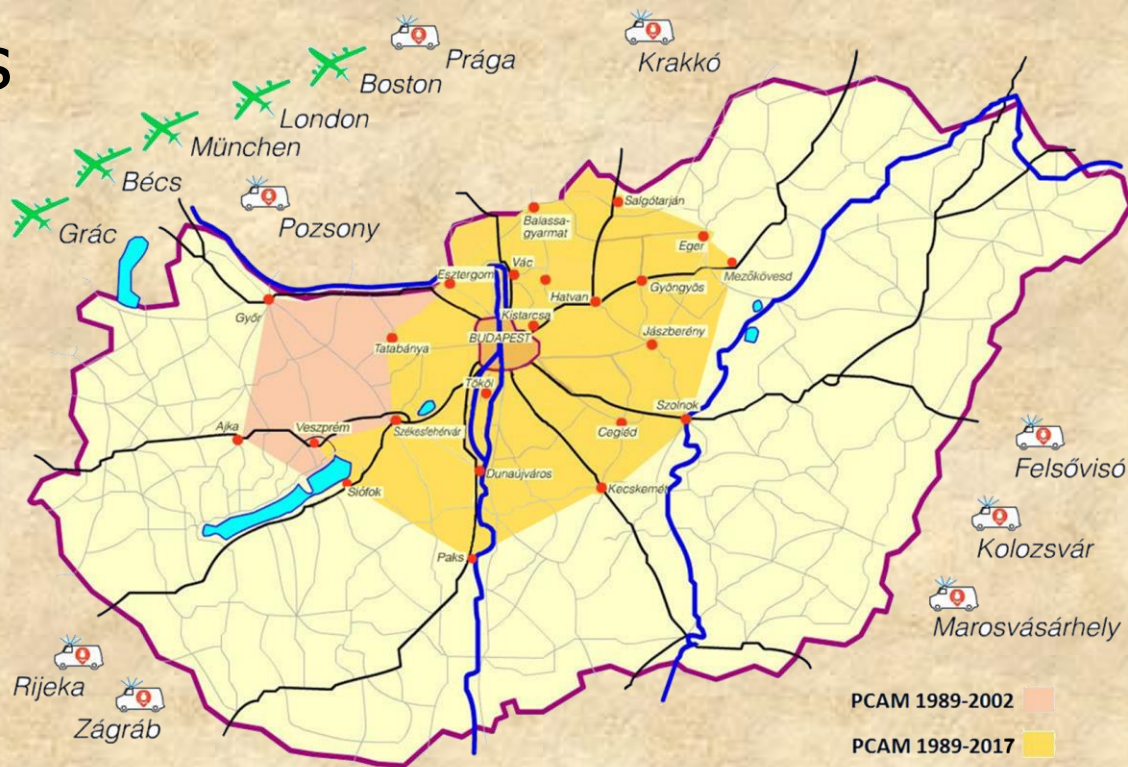 S
Prága
Krakkó
Boston
London
München
Bécs
Pozsony
Grác
Salgótarján
Balassa-
gyarmat
Eger
Vác
Mezőkövesd
Esztergom
Gyöngyös
Hatvan
Győr
Kistarcsa
BUDAPEST
Jászberény
Tatabánya
Tököl
Szolnok
Ajka
Veszprém
Székesfehérvár
Cegléd
Felsővisó
Dunaújváros
Siófok
Kecskemét
Kolozsvár
Paks
Marosvásárhely
Rijeka
Zágráb
PCAM 1989-2002
PCAM 1989-2017